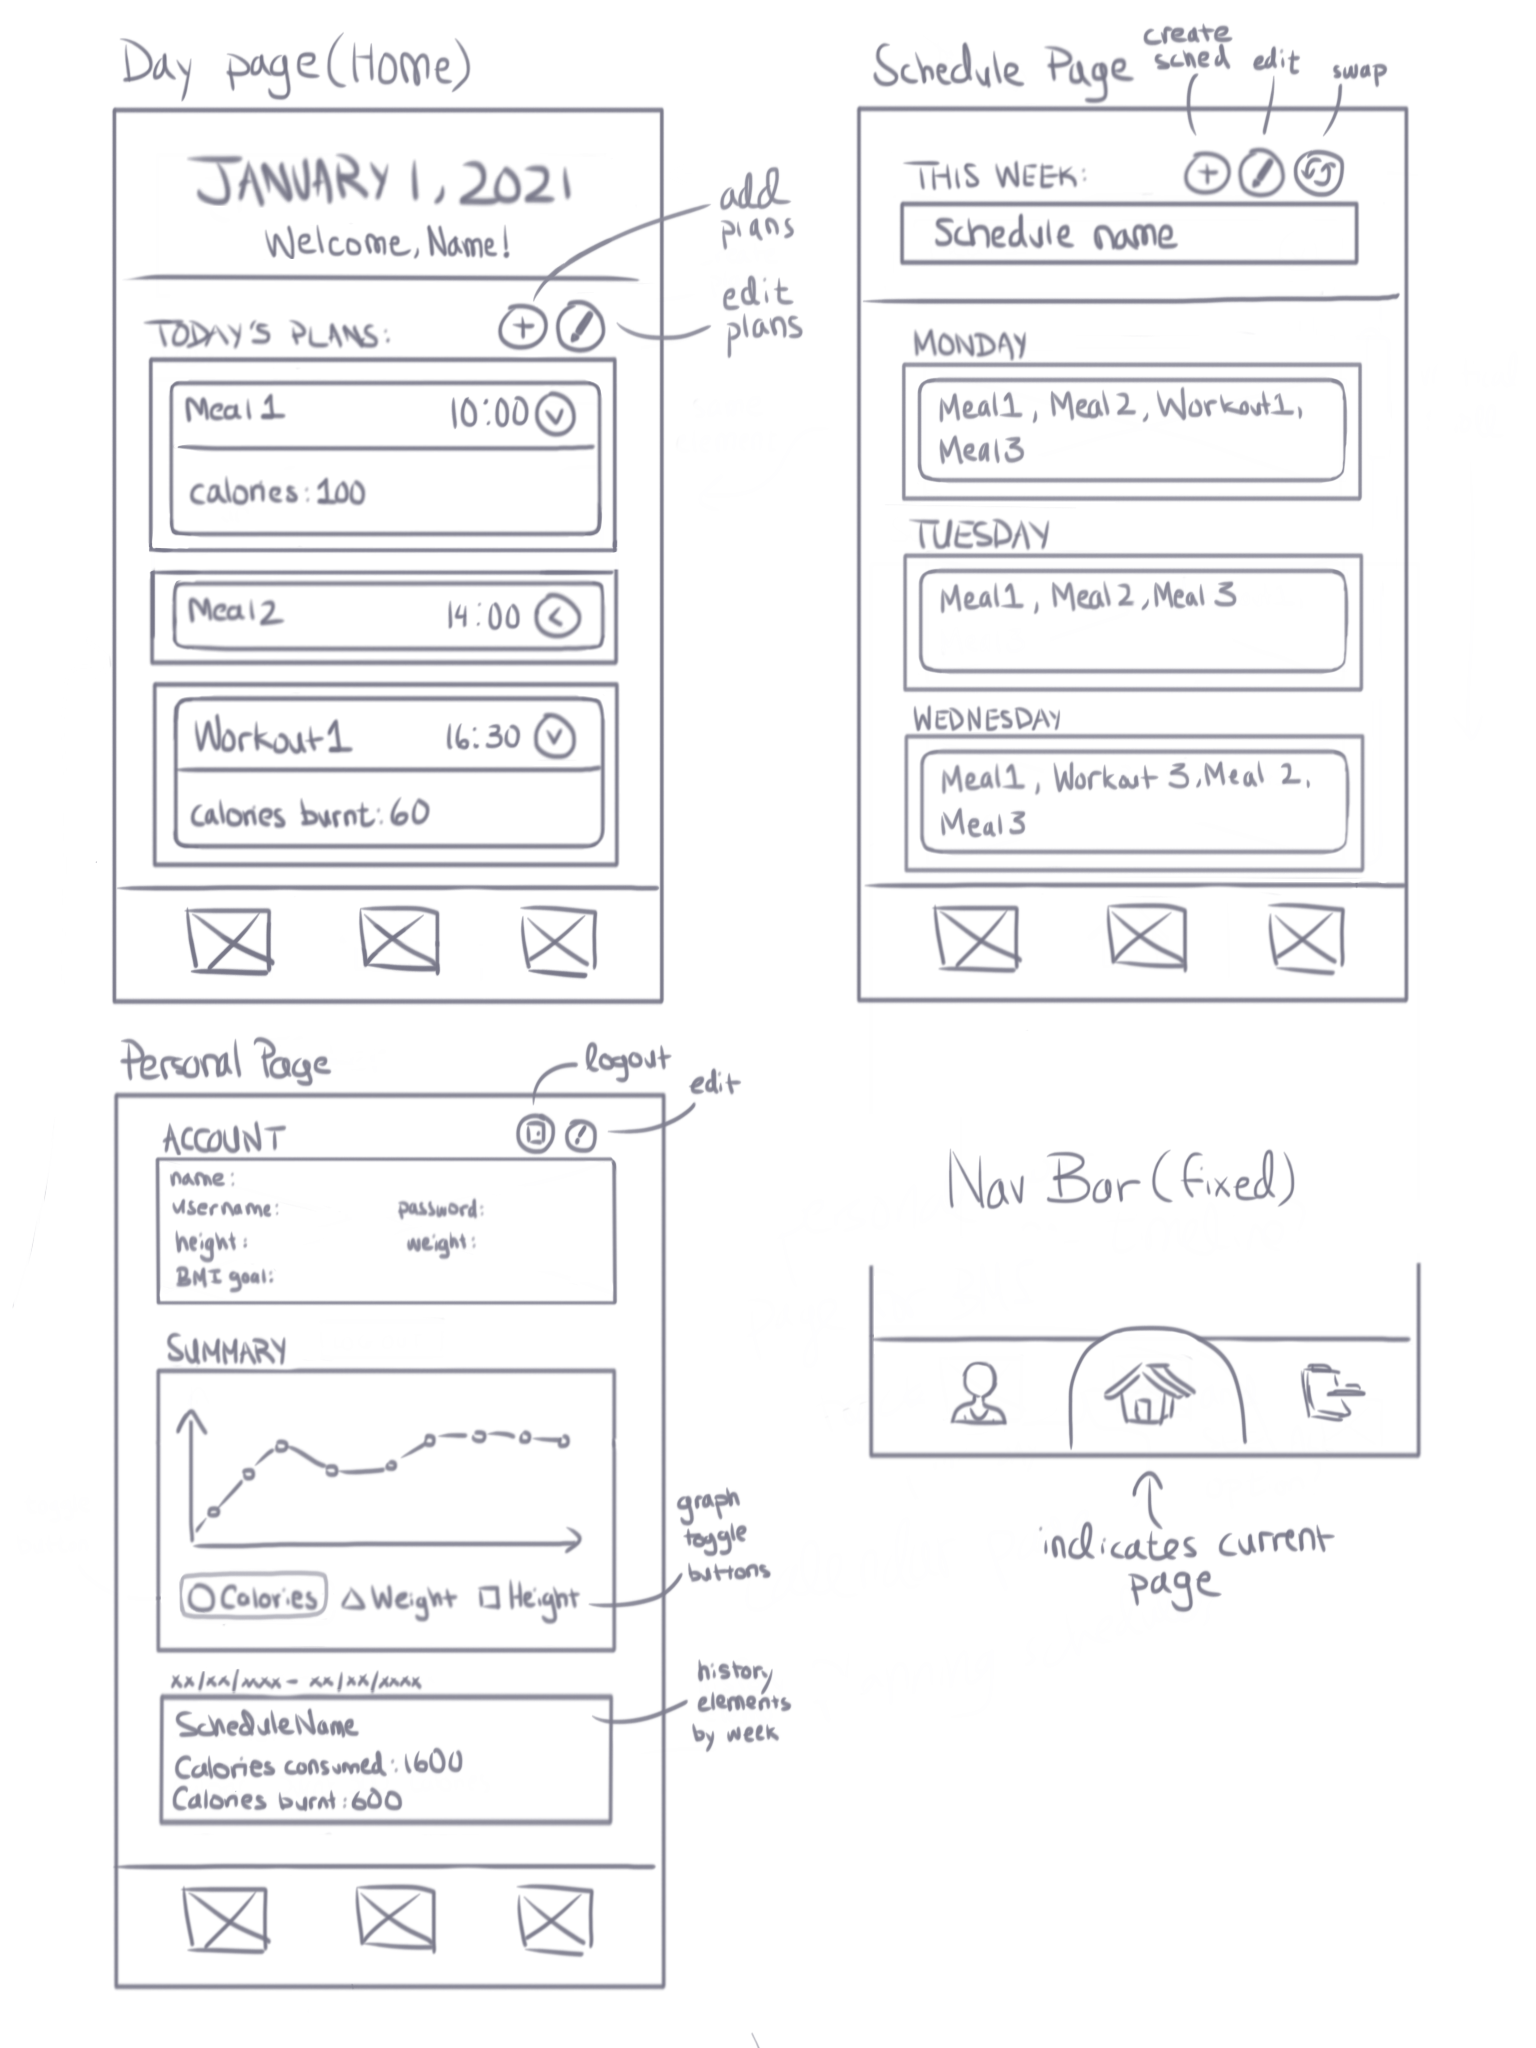 Day page (Home)
JANUARY 1, 2021
Welcome, Name!
add
plans
edit
plans
TODAY'S PLANS:
Meal 1 10:00
calories: 100
Meal 2 14:00
Workout 1 16:30
calories burnt: 60
Schedule Page
create
sched
edit
swap
THIS WEEK:
Schedule name
MONDAY
Meal 1, Meal 2, Workout 1,
Meal 3
TUESDAY
Meal 1, Meal 2, Meal 3
WEDNESDAY
Meal 1, Workout 3, Meal 2,
Meal 3
Personal Page
logout
edit
ACCOUNT
name:
username: password:
height: weight:
BMI goal:
SUMMARY
Calories Weight Height
graph
toggle
buttons
xx/xx/xxxx - xx/xx/xxxx
Schedule Name
Calories consumed: 1600
Calories burnt: 600
history
elements
by week
Nav Bar (fixed)
indicates current
page